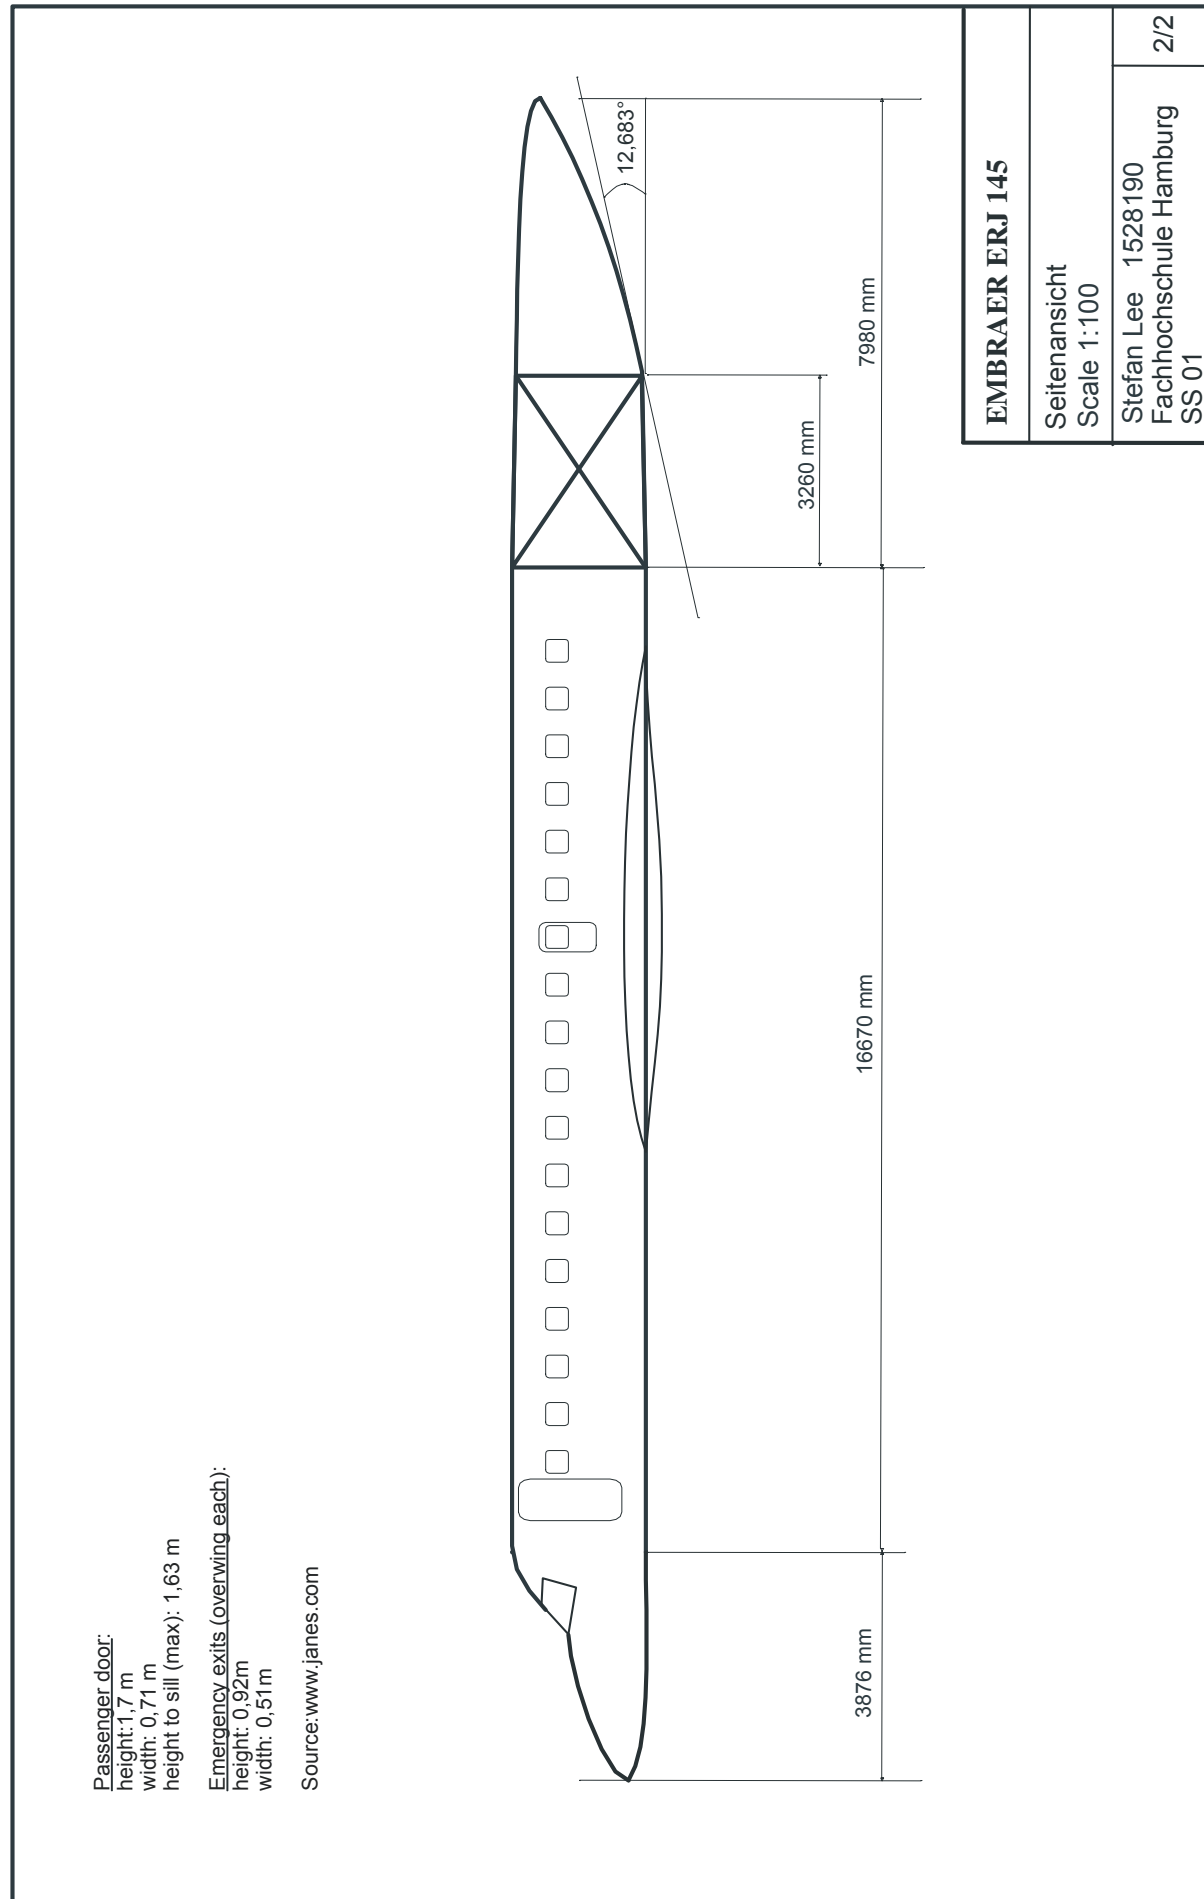 Passenger door:
height:1,7 m
width: 0,71 m
height to sill (max): 1,63 m
Emergency exits (overwing each):
height: 0,92m
width: 0,51m
Source:www.janes.com
12,683°
3260 mm
3876 mm
16670 mm
7980 mm
EMBRAER ERJ 145
Seitenansicht
Scale 1:100
Stefan Lee 1528190
Fachhochschule Hamburg
SS 01
2/2